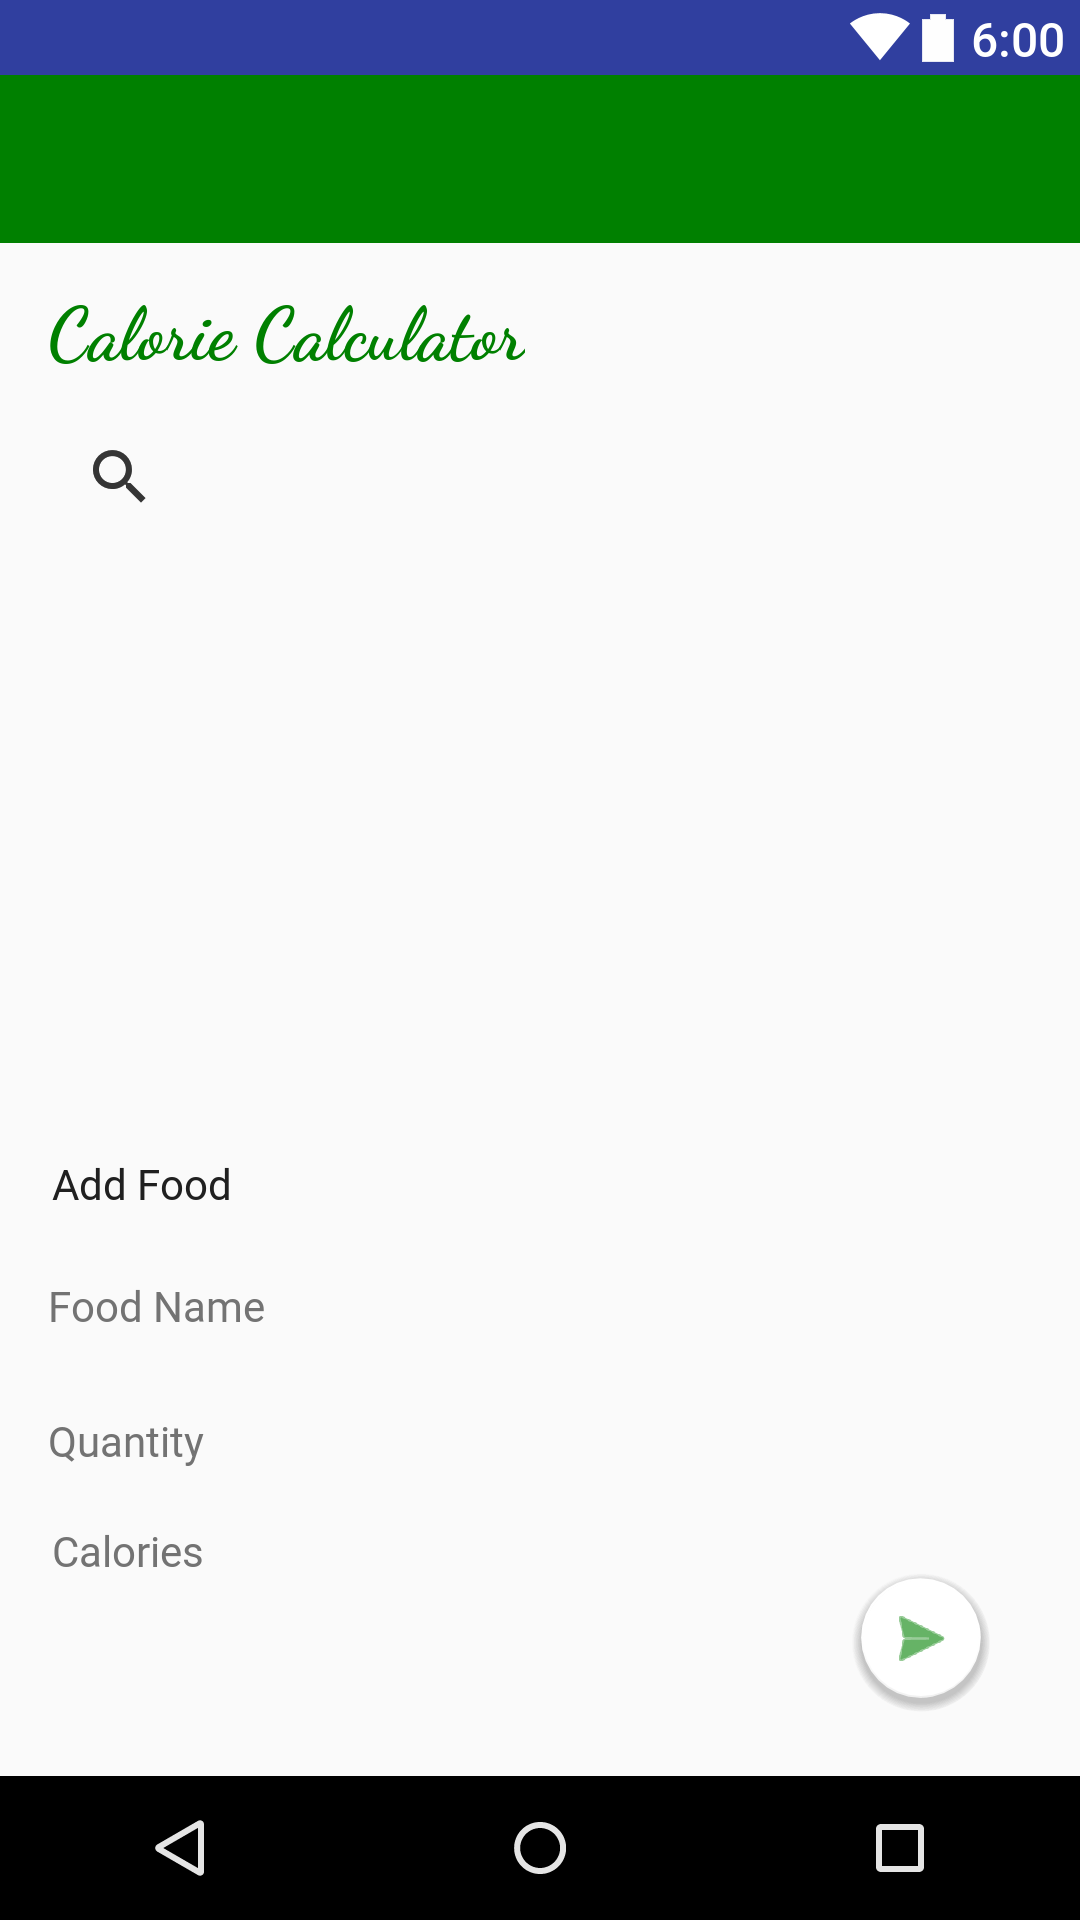 6:00
Calorie Calculator
Add Food
Food Name
Quantity
Calories